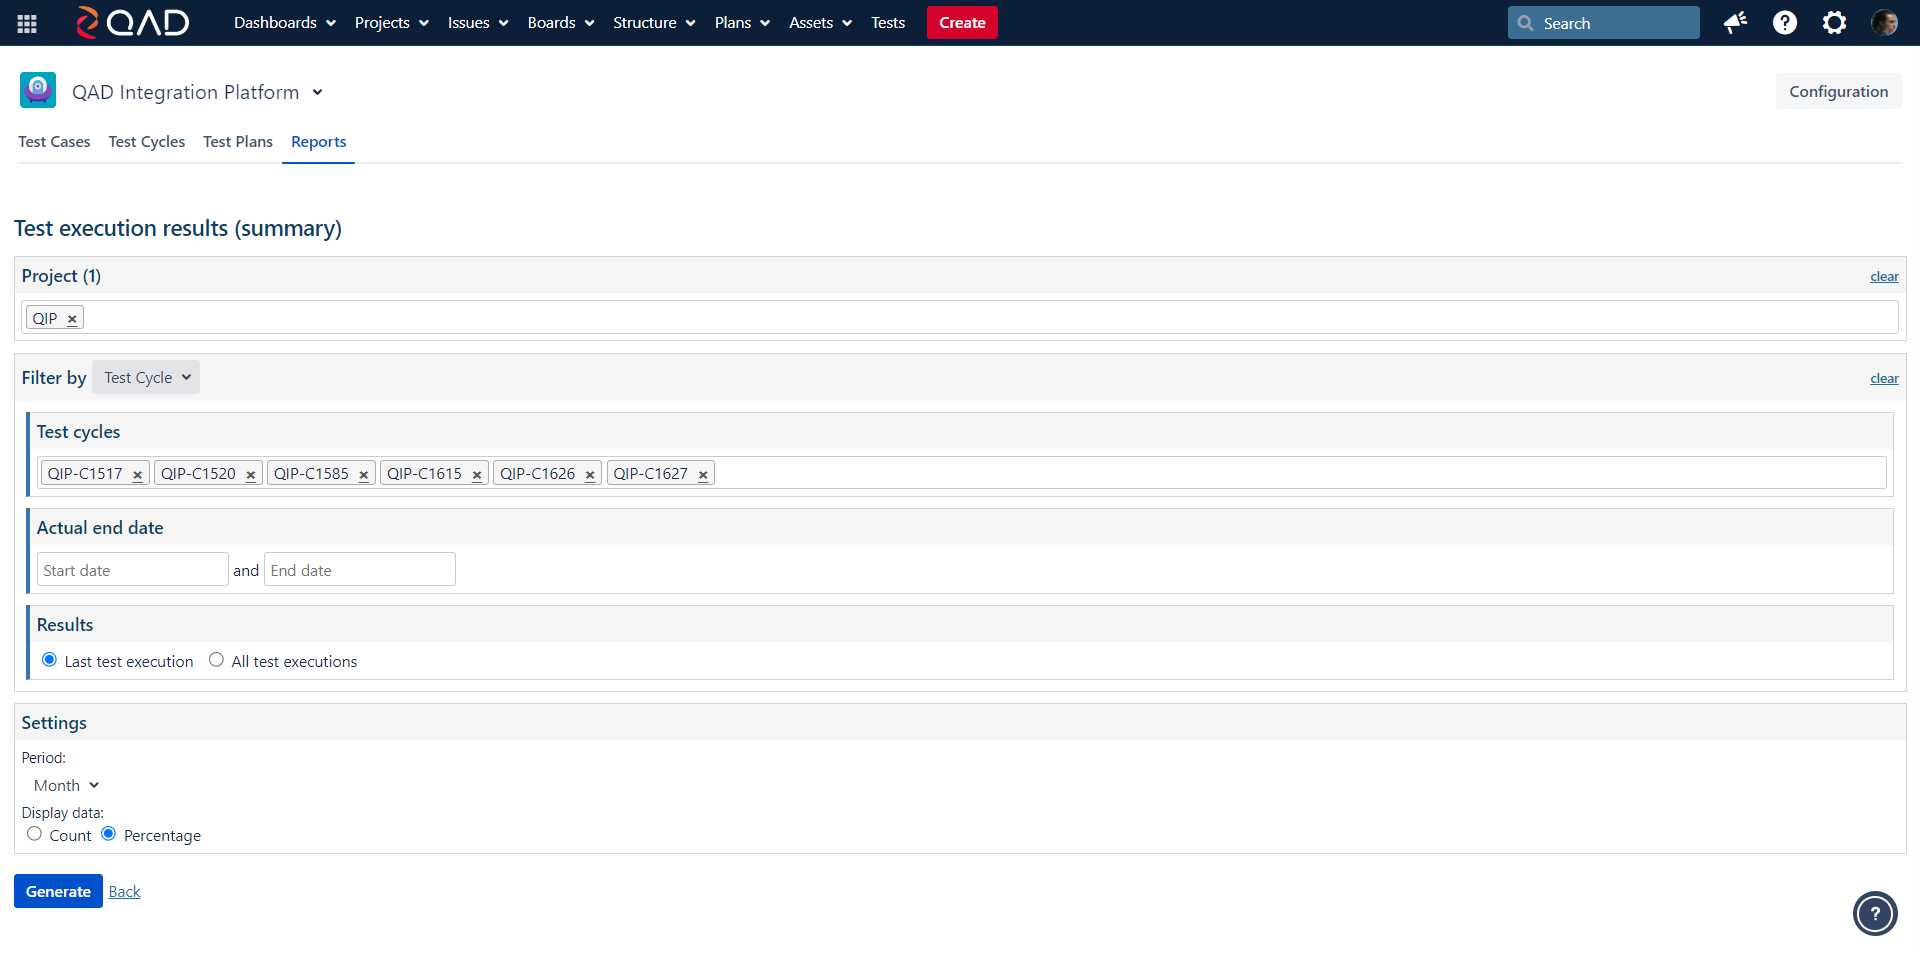 QAD Dashboards Projects Issues Boards Structure Plans Assets Tests Create Search
QAD Integration Platform Configuration
Test Cases Test Cycles Test Plans Reports
Test execution results (summary)
Project (1) clear
QIP ×
Filter by Test Cycle clear
Test cycles
QIP-C1517 × QIP-C1520 × QIP-C1585 × QIP-C1615 × QIP-C1626 × QIP-C1627 ×
Actual end date
Start date and End date
Results
Last test execution All test executions
Settings
Period:
Month
Display data:
Count Percentage
Generate Back
?